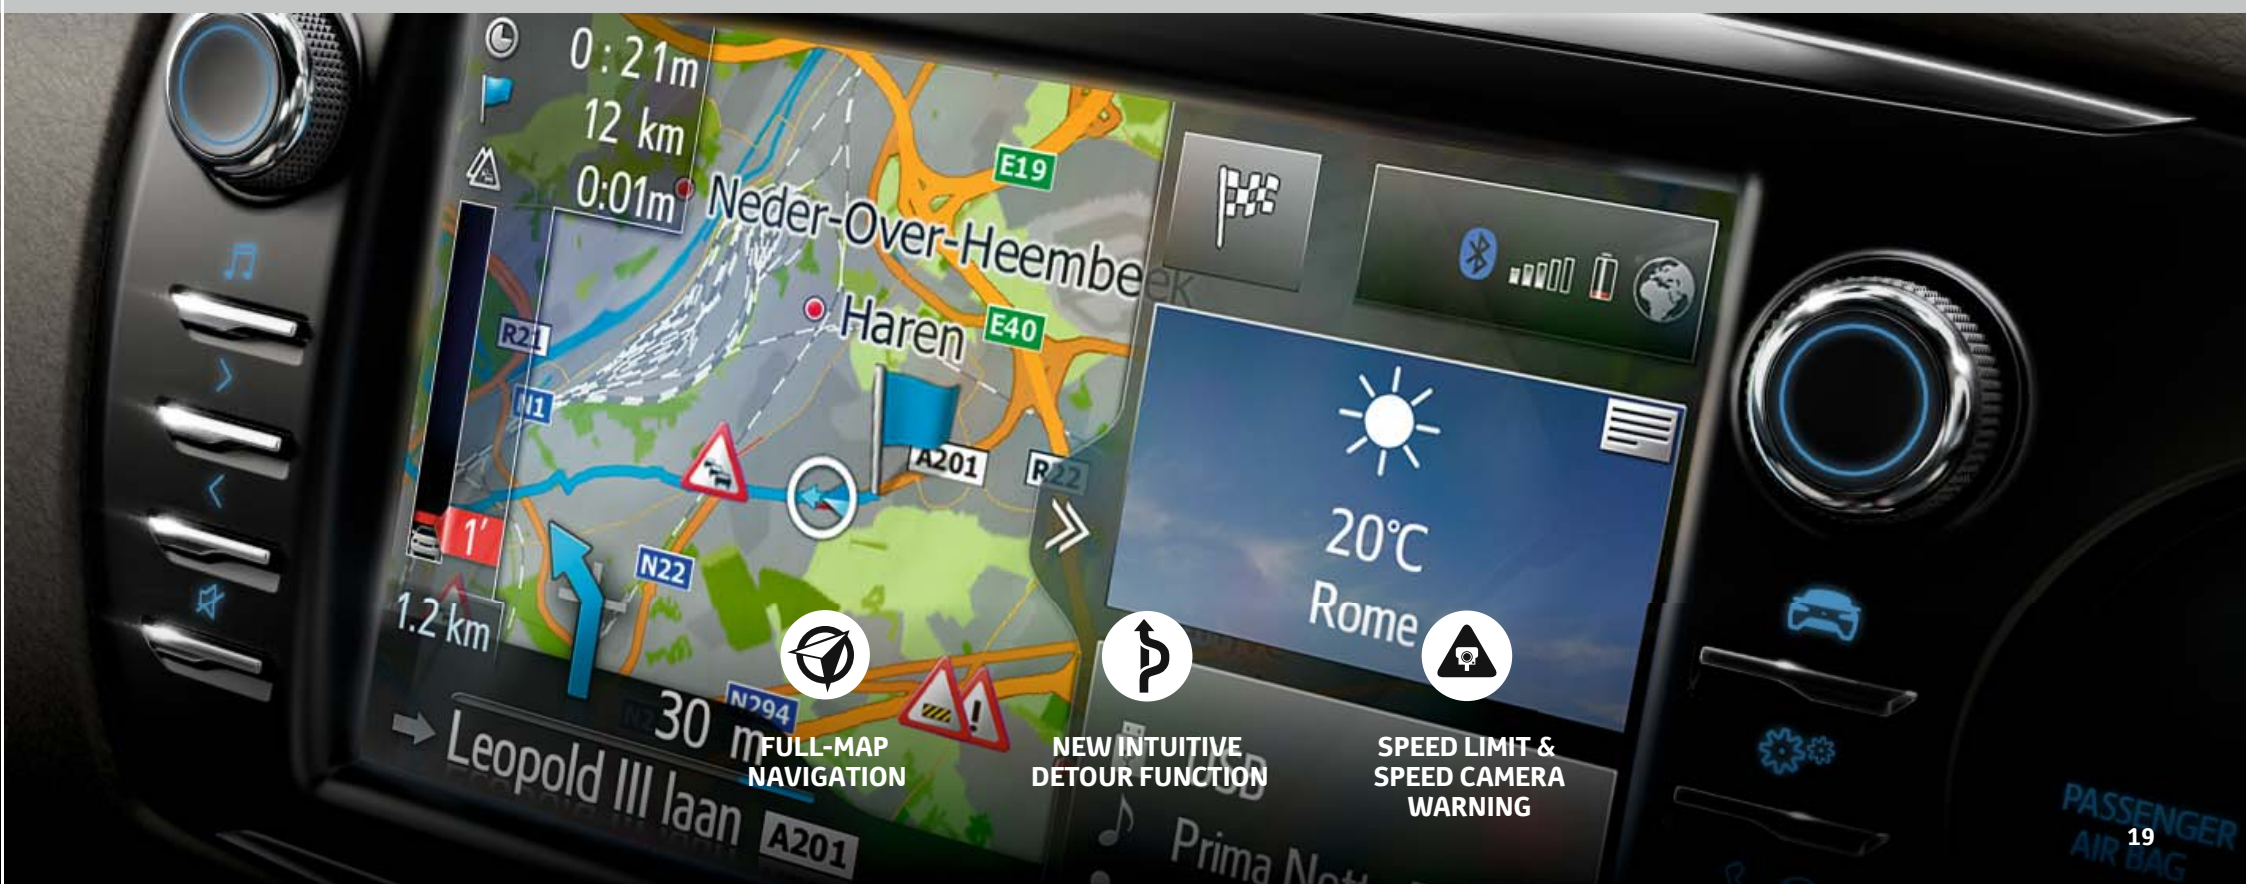 0:21m
12 km
0:01m
E19
Neder-Over-Heembeek
Haren
E40
R21
N1
A201
R22
1'
N22
1.2 km
N294
30 m
Leopold III laan
A201
20°C
Rome
USB
Prima
FULL-MAP
NAVIGATION
NEW INTUITIVE
DETOUR FUNCTION
SPEED LIMIT &
SPEED CAMERA
WARNING
PASSENGER
AIR BAG
19